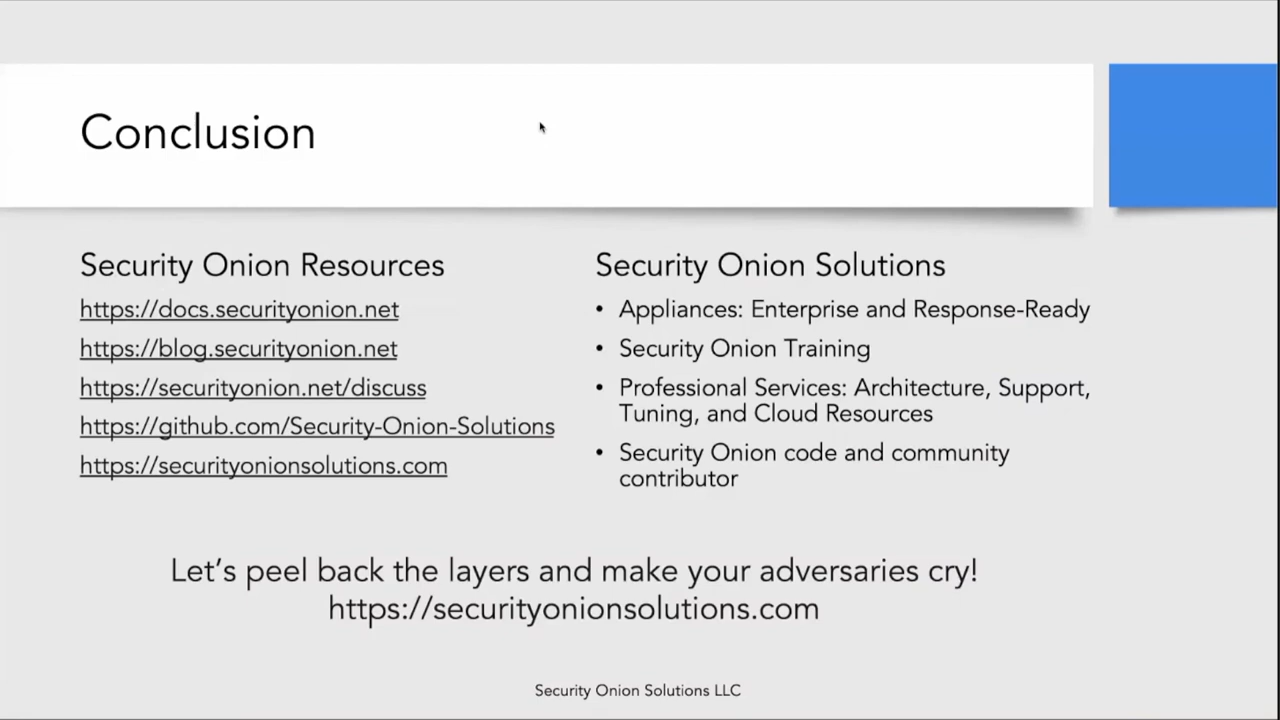 Conclusion
Security Onion Resources
https://docs.securityonion.net
https://blog.securityonion.net
https://securityonion.net/discuss
https://github.com/Security-Onion-Solutions
https://securityonionsolutions.com
Security Onion Solutions
• Appliances: Enterprise and Response-Ready
• Security Onion Training
• Professional Services: Architecture, Support,
Tuning, and Cloud Resources
• Security Onion code and community
contributor
Let’s peel back the layers and make your adversaries cry!
https://securityonionsolutions.com
Security Onion Solutions LLC